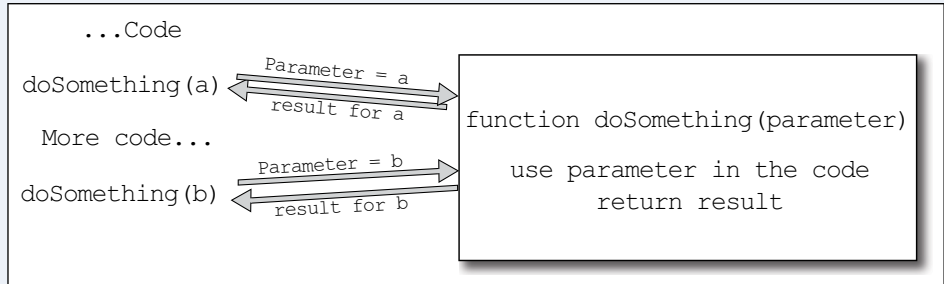 ...Code
doSomething(a)
Parameter = a
result for a
More code...
doSomething(b)
Parameter = b
result for b
function doSomething(parameter)
use parameter in the code
return result